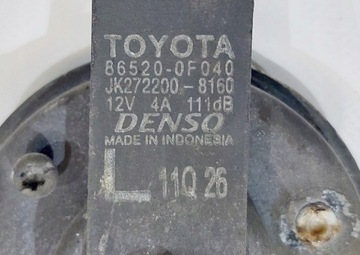 TOYOTA
86520-0F040
JK272200-8160
12V 4A 111dB
DENSO
MADE IN INDONESIA
L 11Q 26